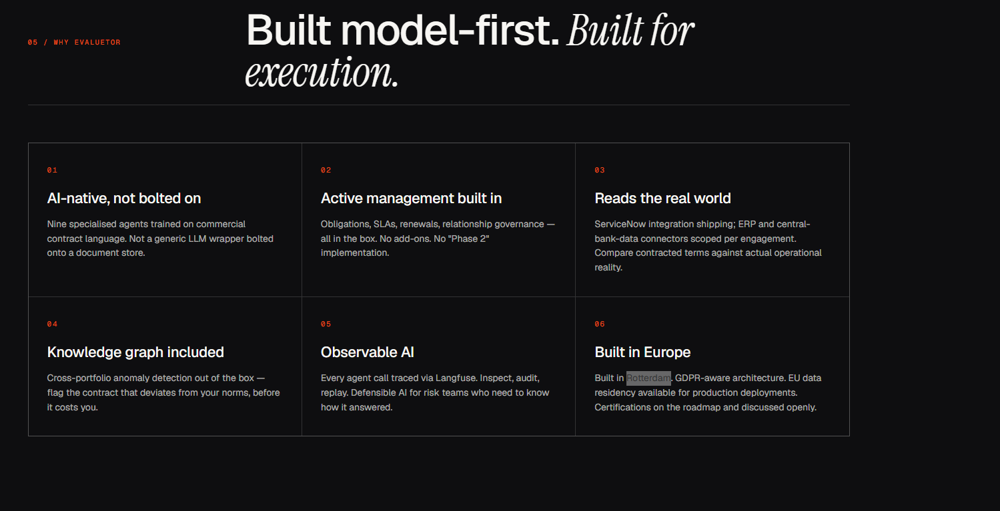 05 / WHY EVALUETOR
Built model-first. Built for
execution.
01
AI-native, not bolted on
Nine specialised agents trained on commercial
contract language. Not a generic LLM wrapper bolted
onto a document store.
02
Active management built in
Obligations, SLAs, renewals, relationship governance —
all in the box. No add-ons. No "Phase 2"
implementation.
03
Reads the real world
ServiceNow integration shipping; ERP and central-
bank-data connectors scoped per engagement.
Compare contracted terms against actual operational
reality.
04
Knowledge graph included
Cross-portfolio anomaly detection out of the box —
flag the contract that deviates from your norms, before
it costs you.
05
Observable AI
Every agent call traced via Langfuse. Inspect, audit,
replay. Defensible AI for risk teams who need to know
how it answered.
06
Built in Europe
Built in Rotterdam. GDPR-aware architecture. EU data
residency available for production deployments.
Certifications on the roadmap and discussed openly.